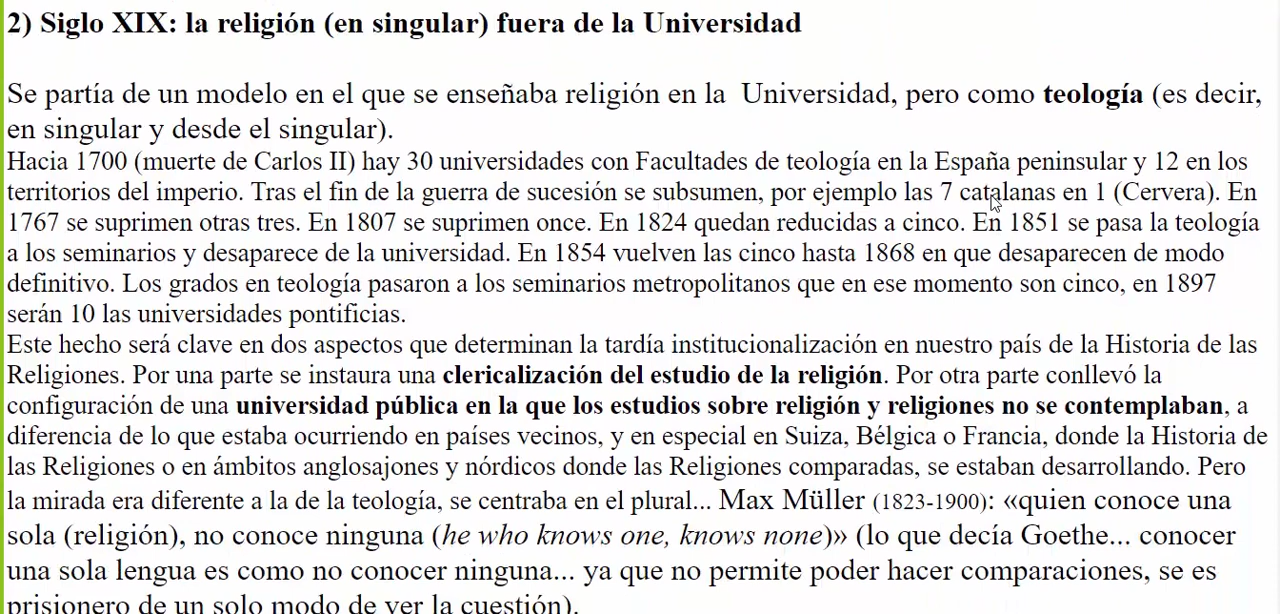 2) Siglo XIX: la religión (en singular) fuera de la Universidad
Se partía de un modelo en el que se enseñaba religión en la Universidad, pero como teología (es decir,
en singular y desde el singular).
Hacia 1700 (muerte de Carlos II) hay 30 universidades con Facultades de teología en la España peninsular y 12 en los
territorios del imperio. Tras el fin de la guerra de sucesión se subsumen, por ejemplo las 7 catalanas en 1 (Cervera). En
1767 se suprimen otras tres. En 1807 se suprimen once. En 1824 quedan reducidas a cinco. En 1851 se pasa la teología
a los seminarios y desaparece de la universidad. En 1854 vuelven las cinco hasta 1868 en que desaparecen de modo
definitivo. Los grados en teología pasaron a los seminarios metropolitanos que en ese momento son cinco, en 1897
serán 10 las universidades pontificias.
Este hecho será clave en dos aspectos que determinan la tardía institucionalización en nuestro país de la Historia de las
Religiones. Por una parte se instaura una clericalización del estudio de la religión. Por otra parte conllevó la
configuración de una universidad pública en la que los estudios sobre religión y religiones no se contemplaban, a
diferencia de lo que estaba ocurriendo en países vecinos, y en especial en Suiza, Bélgica o Francia, donde la Historia de
las Religiones o en ámbitos anglosajones y nórdicos donde las Religiones comparadas, se estaban desarrollando. Pero
la mirada era diferente a la de la teología, se centraba en el plural... Max Müller (1823-1900): «quien conoce una
sola (religión), no conoce ninguna (he who knows one, knows none)» (lo que decía Goethe... conocer
una sola lengua es como no conocer ninguna... ya que no permite poder hacer comparaciones, se es
prisionero de un solo modo de ver la cuestión).